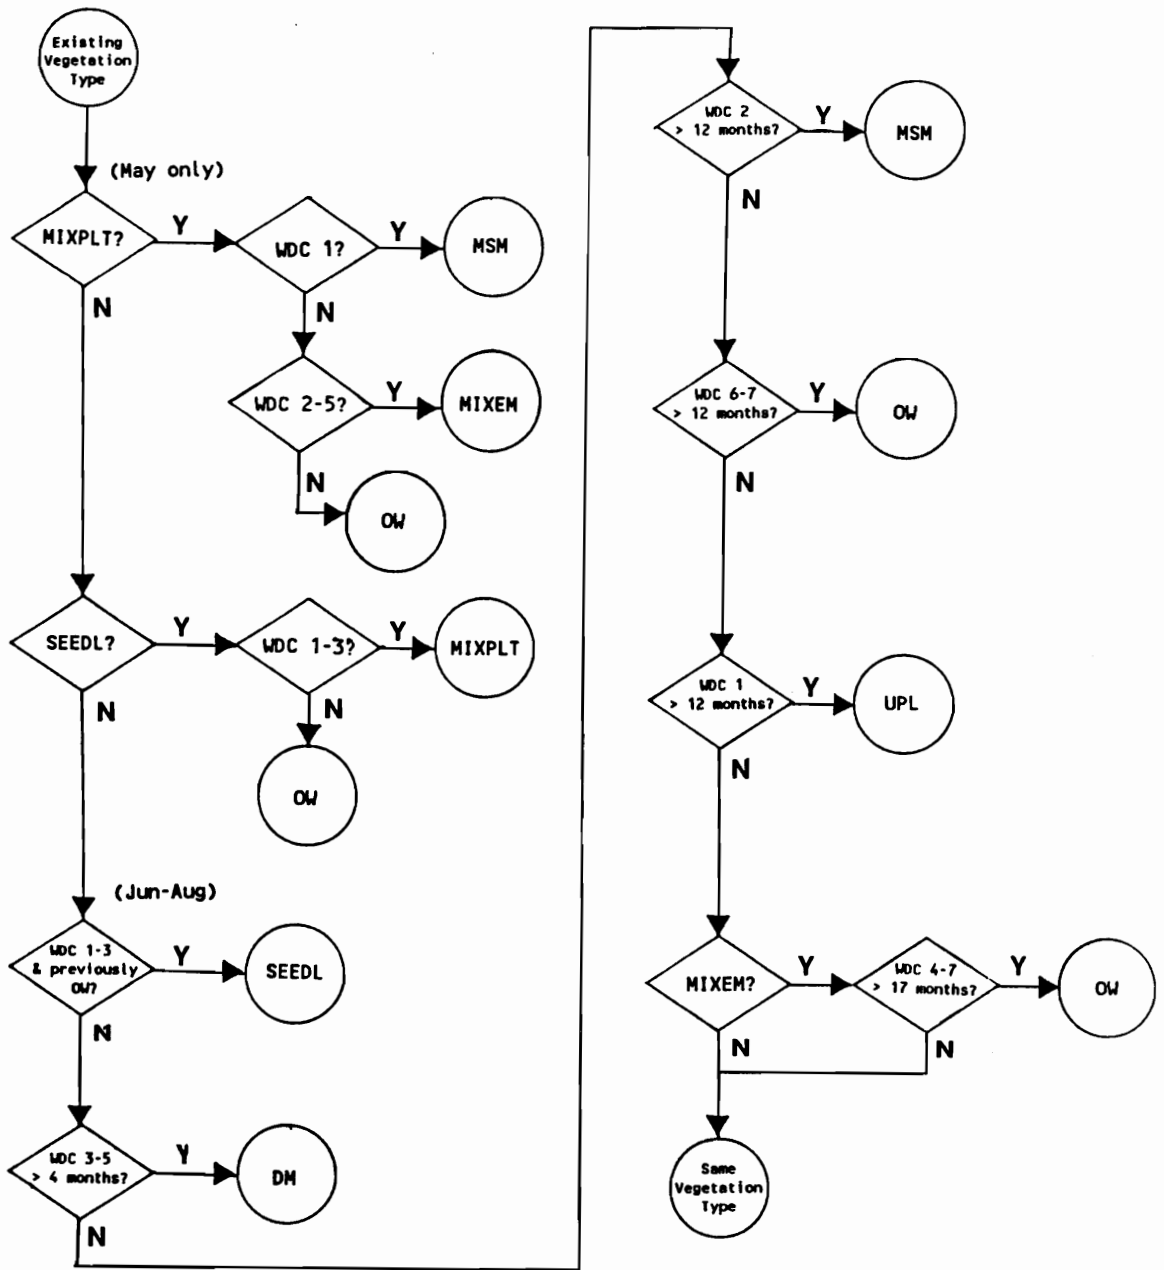 Existing
Vegetation
Type
(May only)
MIXPLT?
Y
WDC 1?
Y
MSM
N
N
WDC 2-5?
Y
MIXEM
N
OW
SEEDL?
Y
WDC 1-3?
Y
MIXPLT
N
N
OW
(Jun-Aug)
WDC 1-3
& previously
OW?
Y
SEEDL
N
WDC 3-5
> 4 months?
Y
DM
N
WDC 2
> 12 months?
Y
MSM
N
WDC 6-7
> 12 months?
Y
OW
N
WDC 1
> 12 months?
Y
UPL
N
MIXEM?
Y
WDC 4-7
> 17 months?
Y
OW
N
N
Same
Vegetation
Type